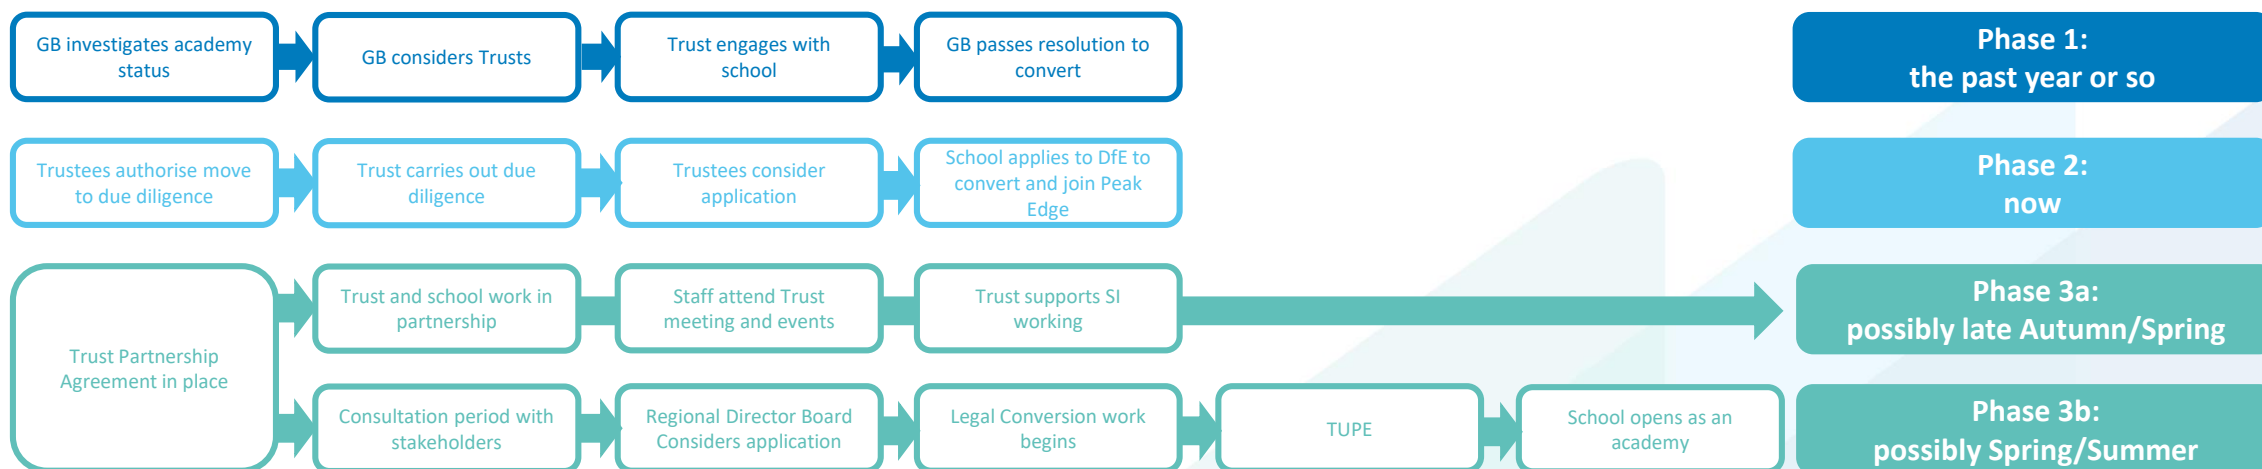 GB investigates academy
status
GB considers Trusts
Trust engages with
school
GB passes resolution to
convert
Phase 1:
the past year or so
Trustees authorise move
to due diligence
Trust carries out due
diligence
Trustees consider
application
School applies to DfE to
convert and join Peak
Edge
Phase 2:
now
Trust Partnership
Agreement in place
Trust and school work in
partnership
Staff attend Trust
meeting and events
Trust supports SI
working
Phase 3a:
possibly late Autumn/Spring
Consultation period with
stakeholders
Regional Director Board
Considers application
Legal Conversion work
begins
TUPE
School opens as an
academy
Phase 3b:
possibly Spring/Summer